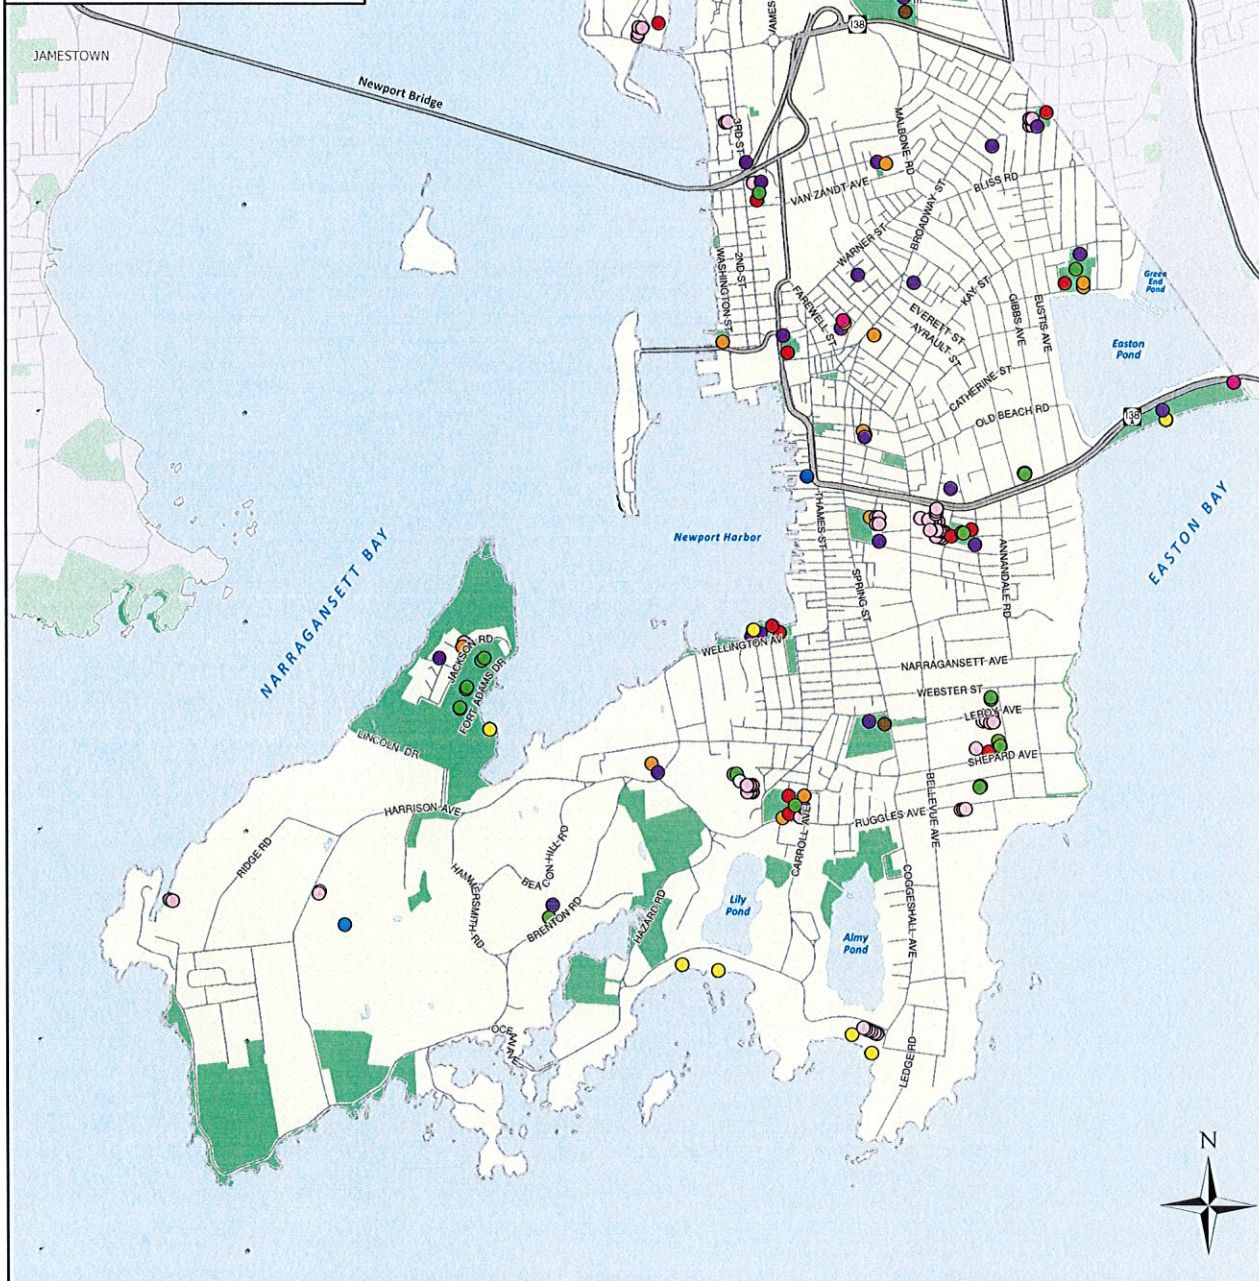 138
JAMES
JAMESTOWN
Newport Bridge
3RD ST
MALBONE RD
BLISS RD
VAN ZANDT AVE
BROADWAY ST
WARNER ST
2ND ST
WASHINGTON ST
FAREWELL ST
KAY ST
EVERETT ST
AYRAULT ST
GIBBS AVE
EUSTIS AVE
Green
End
Pond
Easton
Pond
CATHERINE ST
OLD BEACH RD
138
A
THAMES ST
Newport Harbor
NARRAGANSETT BAY
EASTON BAY
ANNANDALE RD
SPRING ST
WELLINGTON AV
JACKSON RD
FORT ADAMS DR
LINCOLN DR
NARRAGANSETT AVE
WEBSTER ST
LEROY AVE
SHEPARD AVE
BELLEVUE AVE
HARRISON AVE
RUGGLES AVE
CARROLL AVE
RIDGE RD
BEACON HILL RD
HAMMERSMITH RD
BRENTON RD
HAZARD RD
Lily
Pond
Almy
Pond
COGGESHALL AVE
OCEAN AVE
LEDGE RD
N